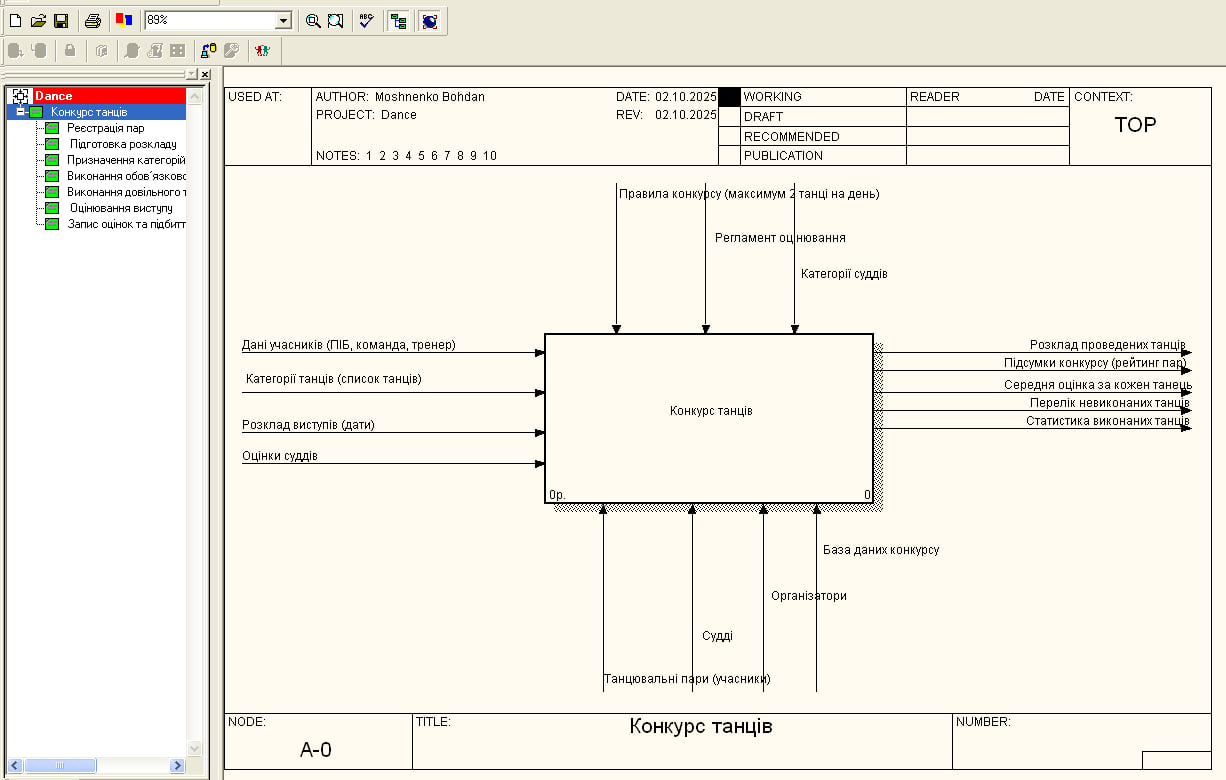 89%
ABC
Dance
Конкурс танців
Реєстрація пар
Підготовка розкладу
Призначення категорій
Виконання обов'язково
Виконання довільного т
Оцінювання виступу
Запис оцінок та підбитт
USED AT:
AUTHOR: Moshnenko Bohdan
DATE: 02.10.2025
PROJECT: Dance
REV: 02.10.2025
NOTES: 1 2 3 4 5 6 7 8 9 10
WORKING
DRAFT
RECOMMENDED
PUBLICATION
READER
DATE
CONTEXT:
TOP
Правила конкурсу (максимум 2 танці на день)
Регламент оцінювання
Категорії суддів
Дані учасників (ПІБ, команда, тренер)
Категорії танців (список танців)
Розклад виступів (дати)
Оцінки суддів
Конкурс танців
0р.
0
Розклад проведених танців
Підсумки конкурсу (рейтинг пар)
Середня оцінка за кожен танець
Перелік невиконаних танців
Статистика виконаних танців
База даних конкурсу
Організатори
Судді
Танцювальні пари (учасники)
NODE:
A-0
TITLE:
Конкурс танців
NUMBER: